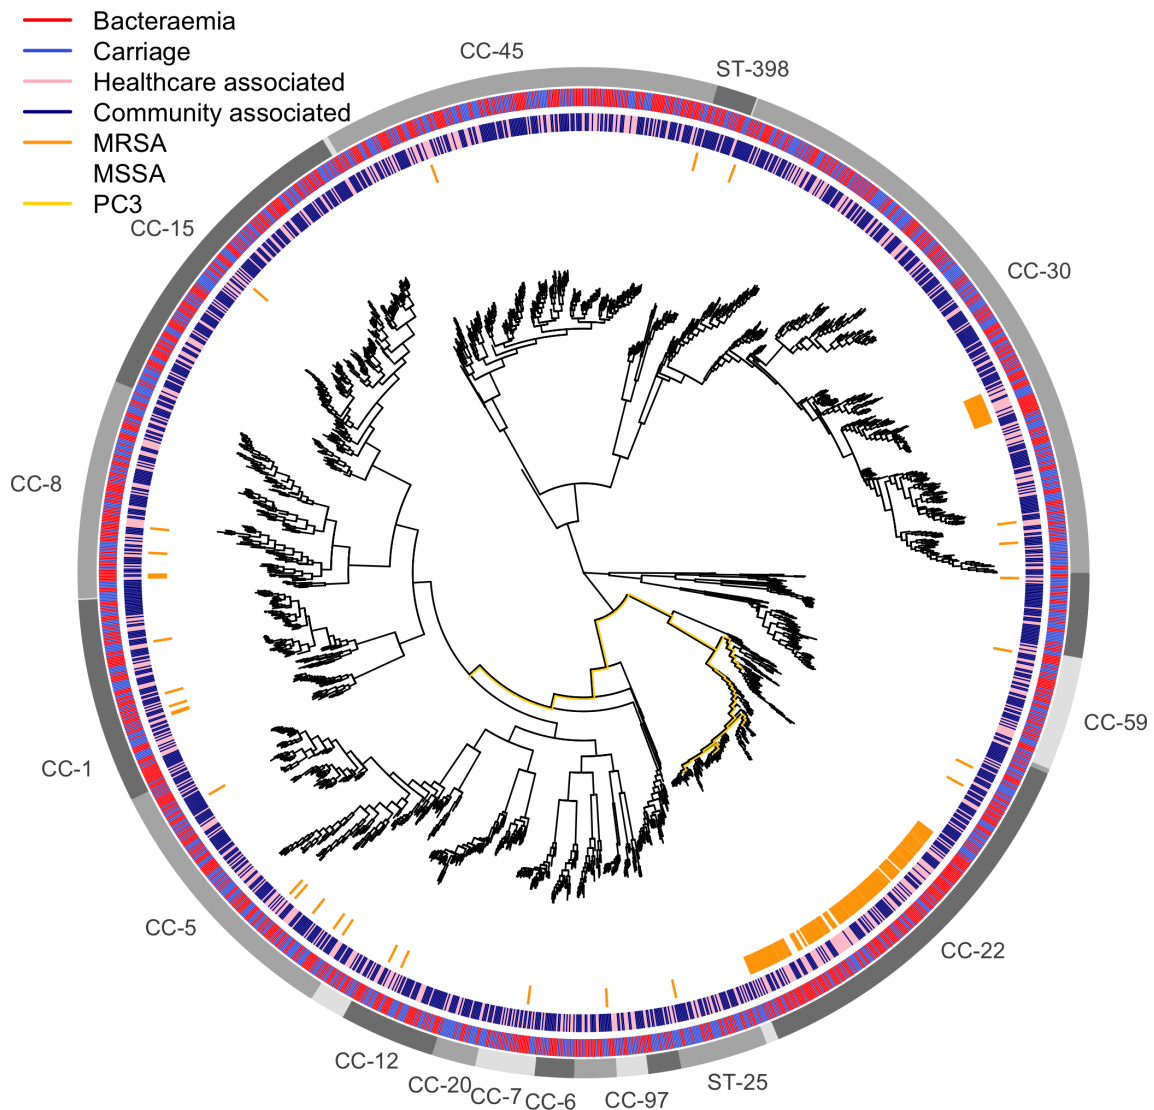 Bacteraemia
Carriage
Healthcare associated
Community associated
MRSA
MSSA
PC3
CC-45
ST-398
CC-30
CC-15
CC-8
CC-59
CC-1
CC-22
CC-5
CC-12
CC-20
CC-7
CC-6
CC-97
ST-25